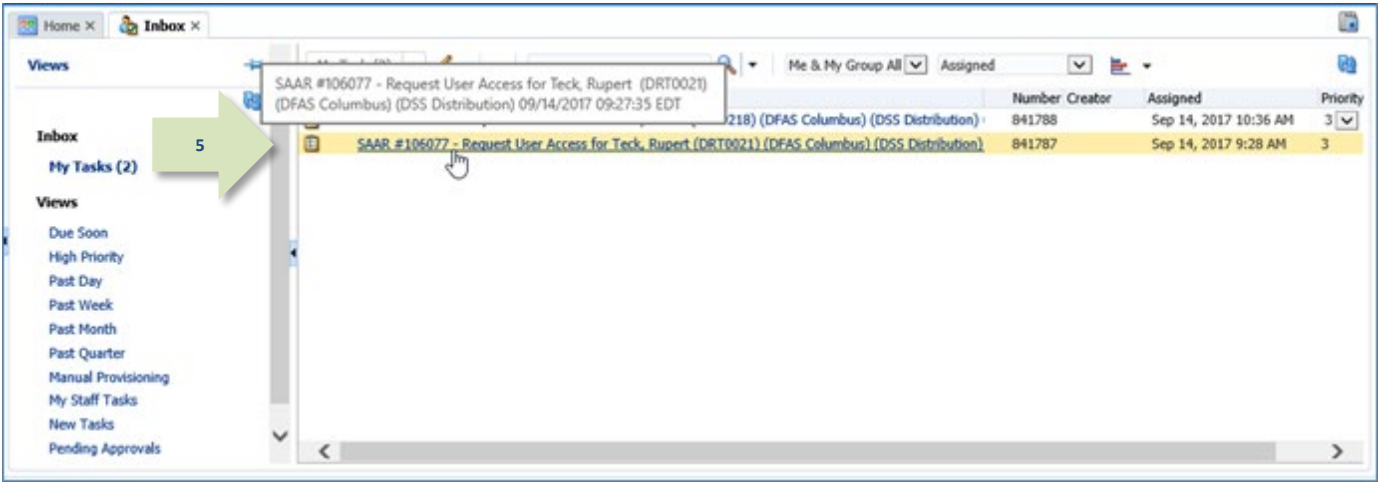 Home × Inbox ×
Views
Me & My Group All Assigned
SAAR #106077 - Request User Access for Teck, Rupert (DRT0021)
(DFAS Columbus) (DSS Distribution) 09/14/2017 09:27:35 EDT
Number Creator Assigned Priority
218) (DFAS Columbus) (DSS Distribution) 841788 Sep 14, 2017 10:36 AM 3
SAAR #106077 - Request User Access for Teck, Rupert (DRT0021) (DFAS Columbus) (DSS Distribution) 841787 Sep 14, 2017 9:28 AM 3
5
Inbox
My Tasks (2)
Views
Due Soon
High Priority
Past Day
Past Week
Past Month
Past Quarter
Manual Provisioning
My Staff Tasks
New Tasks
Pending Approvals